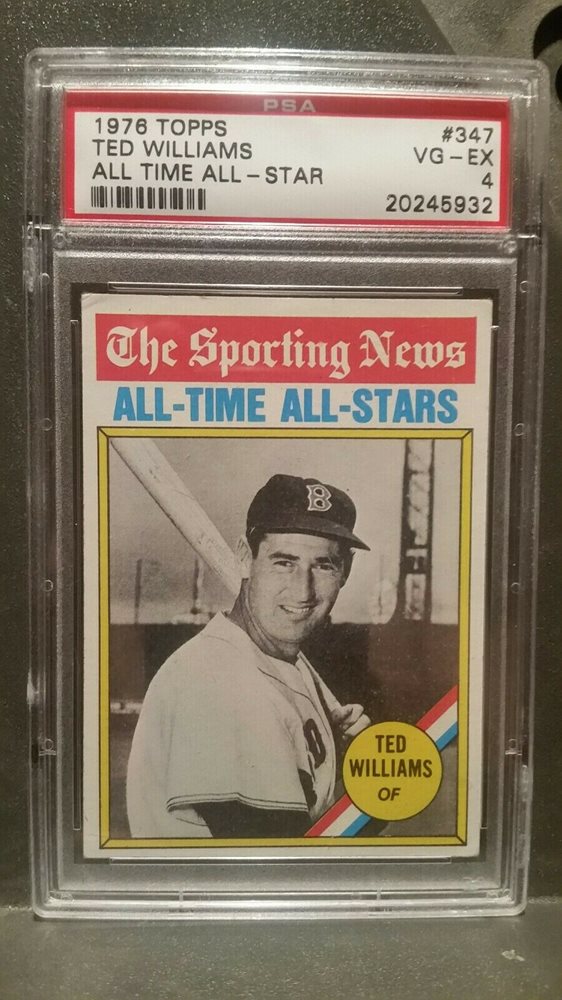 PSA
1976 TOPPS #347
TED WILLIAMS VG-EX
ALL TIME ALL-STAR 4
20245932
The Sporting News
ALL-TIME ALL-STARS
B
TED
WILLIAMS
OF